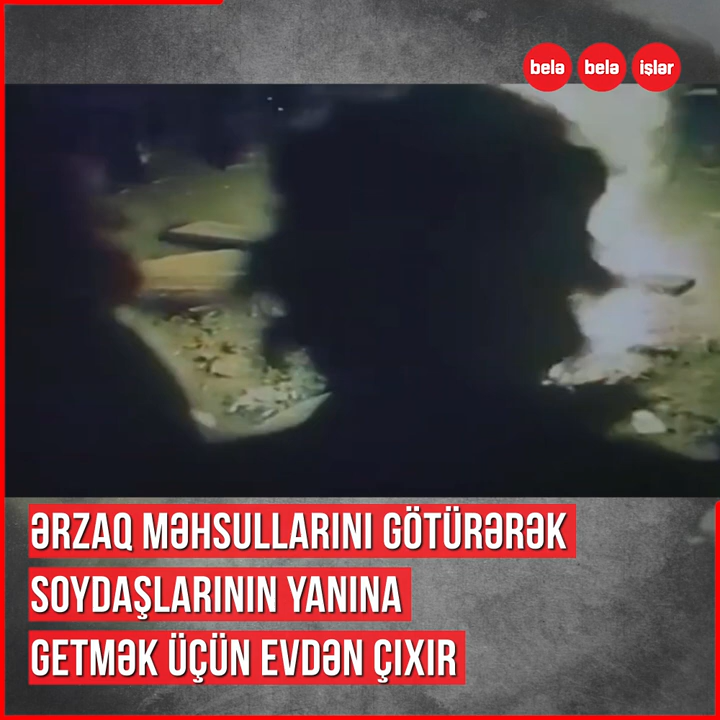 belə belə işlər
ƏRZAQ MƏHSULLARINI GÖTÜRƏRƏK
SOYDAŞLARININ YANINA
GETMƏK ÜÇÜN EVDƏN ÇIXIR